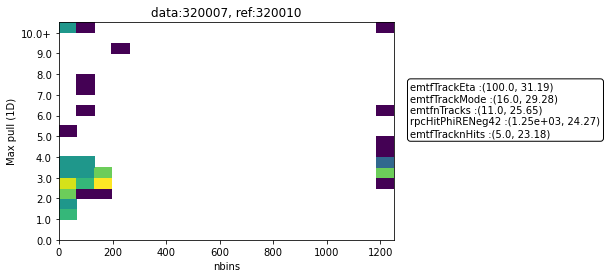 data:320007, ref:320010
10.0+
9.0
8.0
7.0
6.0
5.0
4.0
3.0
2.0
1.0
0.0
Max pull (1D)
0 200 400 600 800 1000 1200
nbins
emtfTrackEta :(100.0, 31.19)
emtfTrackMode :(16.0, 29.28)
emtfnTracks :(11.0, 25.65)
rpcHitPhiRENeg42 :(1.25e+03, 24.27)
emtfTracknHits :(5.0, 23.18)